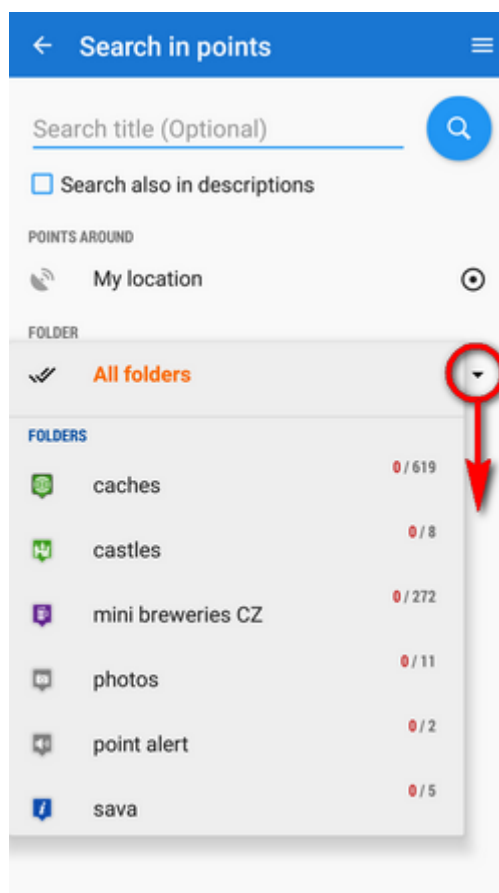 Search in points
Search title (Optional)
Search also in descriptions
POINTS AROUND
My location
FOLDER
All folders
FOLDERS
caches 0 / 619
castles 0 / 8
mini breweries CZ 0 / 272
photos 0 / 11
point alert 0 / 2
sava 0 / 5